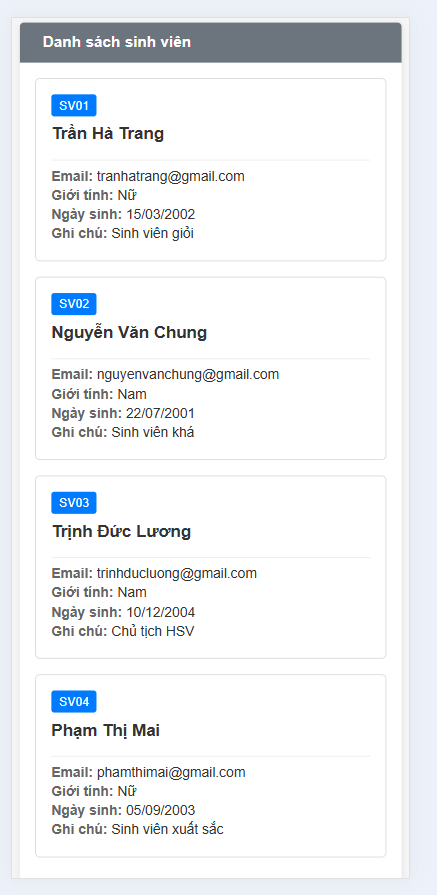 Danh sách sinh viên
SV01
Trần Hà Trang
Email: tranhatrang@gmail.com
Giới tính: Nữ
Ngày sinh: 15/03/2002
Ghi chú: Sinh viên giỏi
SV02
Nguyễn Văn Chung
Email: nguyenvanchung@gmail.com
Giới tính: Nam
Ngày sinh: 22/07/2001
Ghi chú: Sinh viên khá
SV03
Trịnh Đức Lương
Email: trinhducluong@gmail.com
Giới tính: Nam
Ngày sinh: 10/12/2004
Ghi chú: Chủ tịch HSV
SV04
Phạm Thị Mai
Email: phamthimai@gmail.com
Giới tính: Nữ
Ngày sinh: 05/09/2003
Ghi chú: Sinh viên xuất sắc